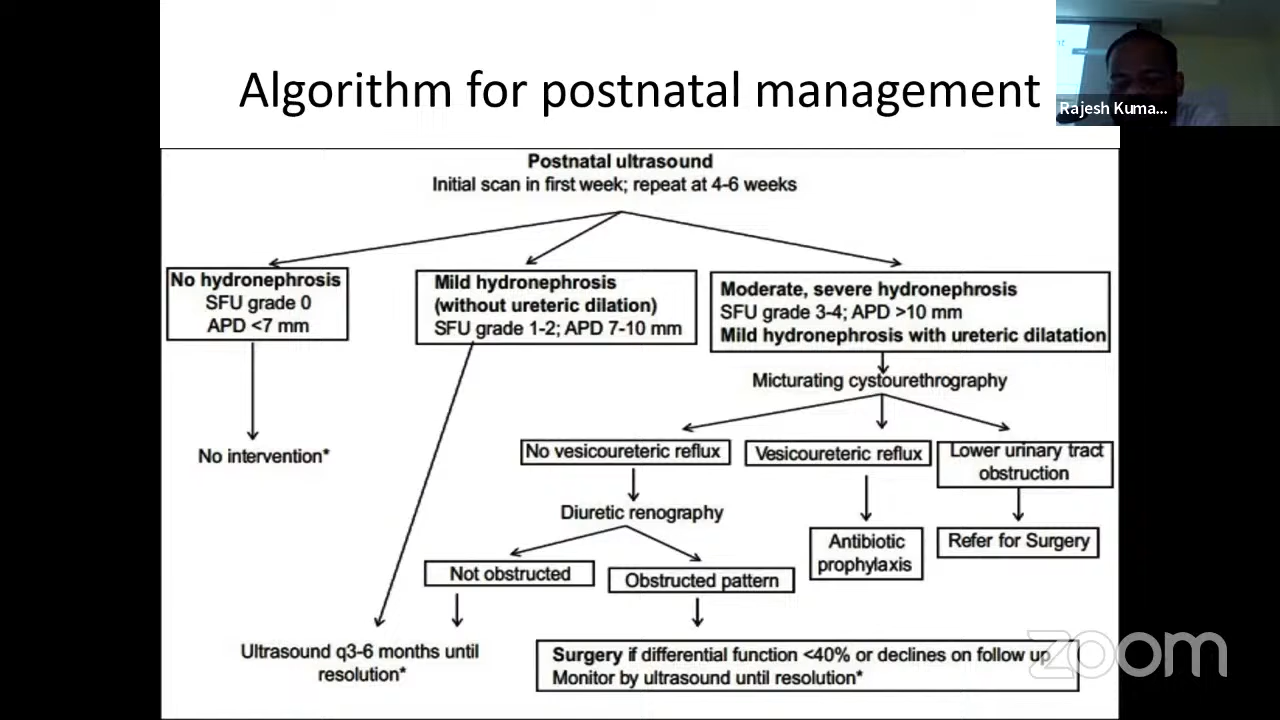 Algorithm for postnatal management
Rajesh Kuma...
Postnatal ultrasound
Initial scan in first week; repeat at 4-6 weeks
No hydronephrosis
SFU grade 0
APD <7 mm
Mild hydronephrosis
(without ureteric dilation)
SFU grade 1-2; APD 7-10 mm
Moderate, severe hydronephrosis
SFU grade 3-4; APD >10 mm
Mild hydronephrosis with ureteric dilatation
Micturating cystourethrography
No intervention*
No vesicoureteric reflux
Vesicoureteric reflux
Lower urinary tract
obstruction
Diuretic renography
Antibiotic
prophylaxis
Refer for Surgery
Not obstructed
Obstructed pattern
Ultrasound q3-6 months until
resolution*
Surgery if differential function <40% or declines on follow up
Monitor by ultrasound until resolution*
zoom